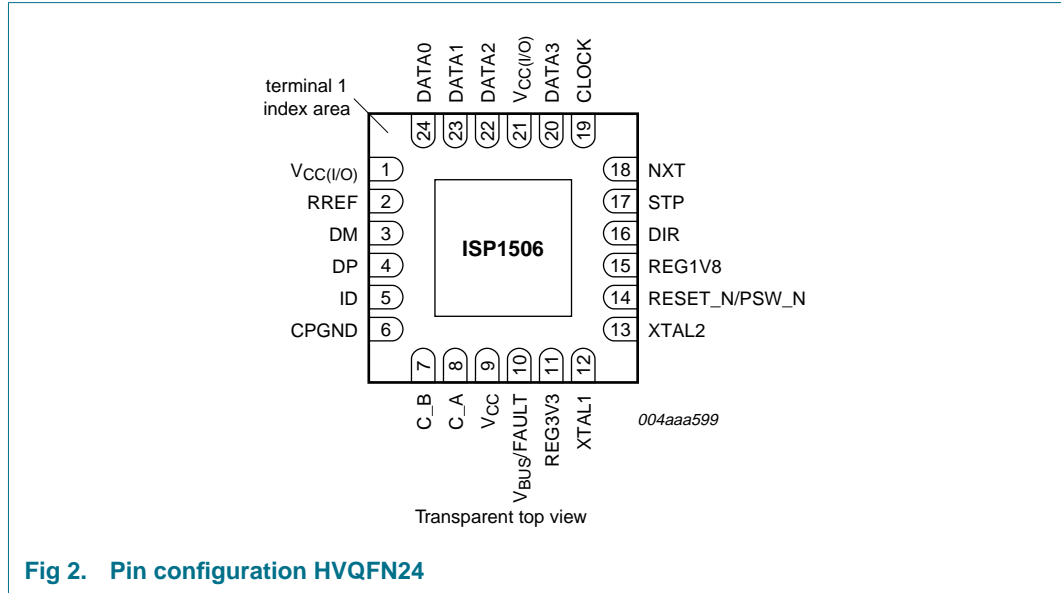 DATA0
DATA1
DATA2
VCC(I/O)
DATA3
CLOCK
terminal 1
index area
24
23
22
21
20
19
VCC(I/O) 1
RREF 2
DM 3
DP 4
ID 5
CPGND 6
ISP1506
18 NXT
17 STP
16 DIR
15 REG1V8
14 RESET_N/PSW_N
13 XTAL2
7
8
9
10
11
12
C_B
C_A
VCC
VBUS/FAULT
REG3V3
XTAL1
004aaa599
Transparent top view
Fig 2. Pin configuration HVQFN24